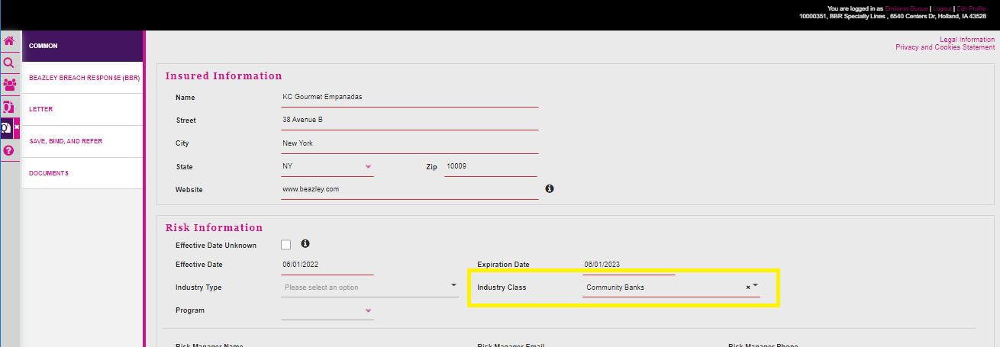 You are logged in as Emiliano Duque | Logout | Edit Profile
10000351, BBR Specialty Lines , 6540 Centers Dr, Holland, IA 43528
Legal Information
Privacy and Cookies Statement
COMMON
BEAZLEY BREACH RESPONSE (BBR)
LETTER
SAVE, BIND, AND REFER
DOCUMENTS
Insured Information
Name KC Gourmet Empanadas
Street 38 Avenue B
City New York
State NY Zip 10009
Website www.beazley.com
Risk Information
Effective Date Unknown
Effective Date 06/01/2022 Expiration Date 06/01/2023
Industry Type Please select an option Industry Class Community Banks
Program
Risk Manager Name Risk Manager Email Risk Manager Phone